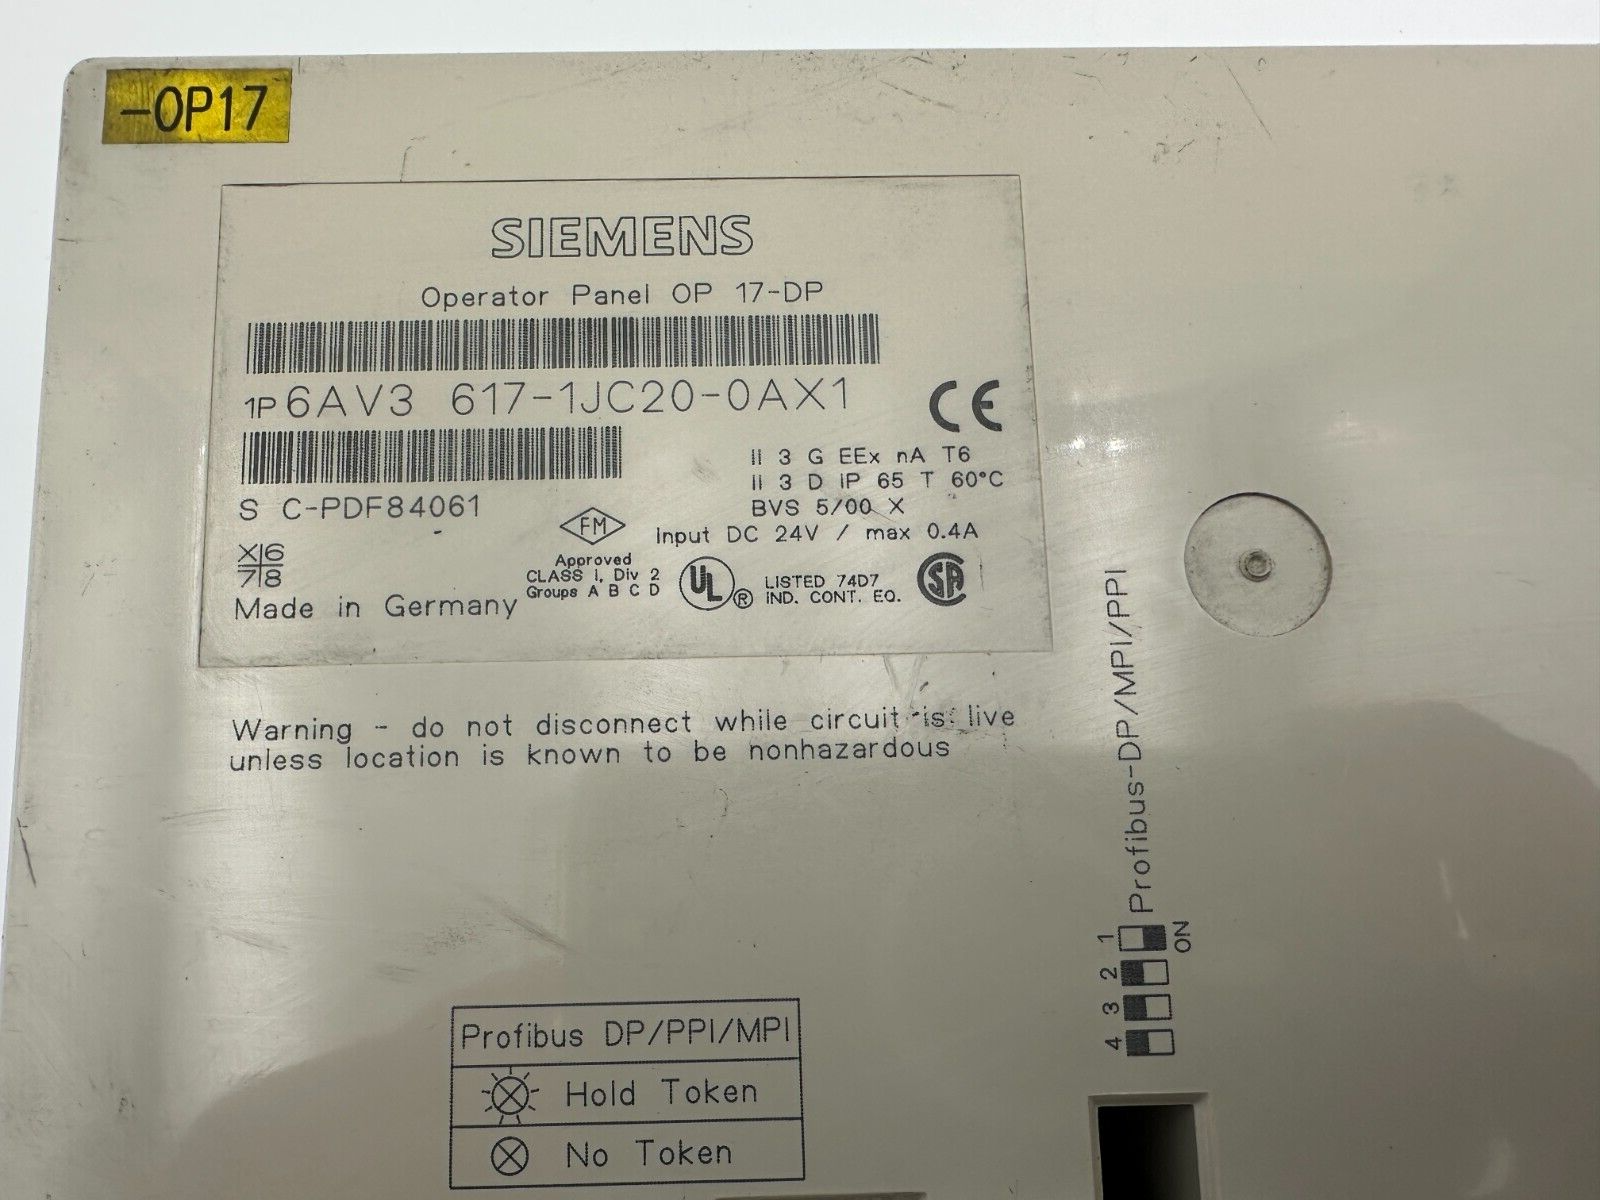 -OP17
SIEMENS
Operator Panel OP 17-DP
1P 6AV3 617-1JC20-0AX1
CE
II 3 G EEx nA T6
II 3 D IP 65 T 60°C
BVS 5/00 X
S C-PDF84061
Input DC 24V / max 0.4A
X 6
7 8
FM
Approved
CLASS I, Div 2
Groups A B C D
UL ®
LISTED 74D7
IND. CONT. EQ.
SA
Made in Germany
Warning - do not disconnect while circuit is live
unless location is known to be nonhazardous
Profibus-DP/MPI/PPI
1
2
3
4
ON
Profibus DP/PPI/MPI
Hold Token
No Token